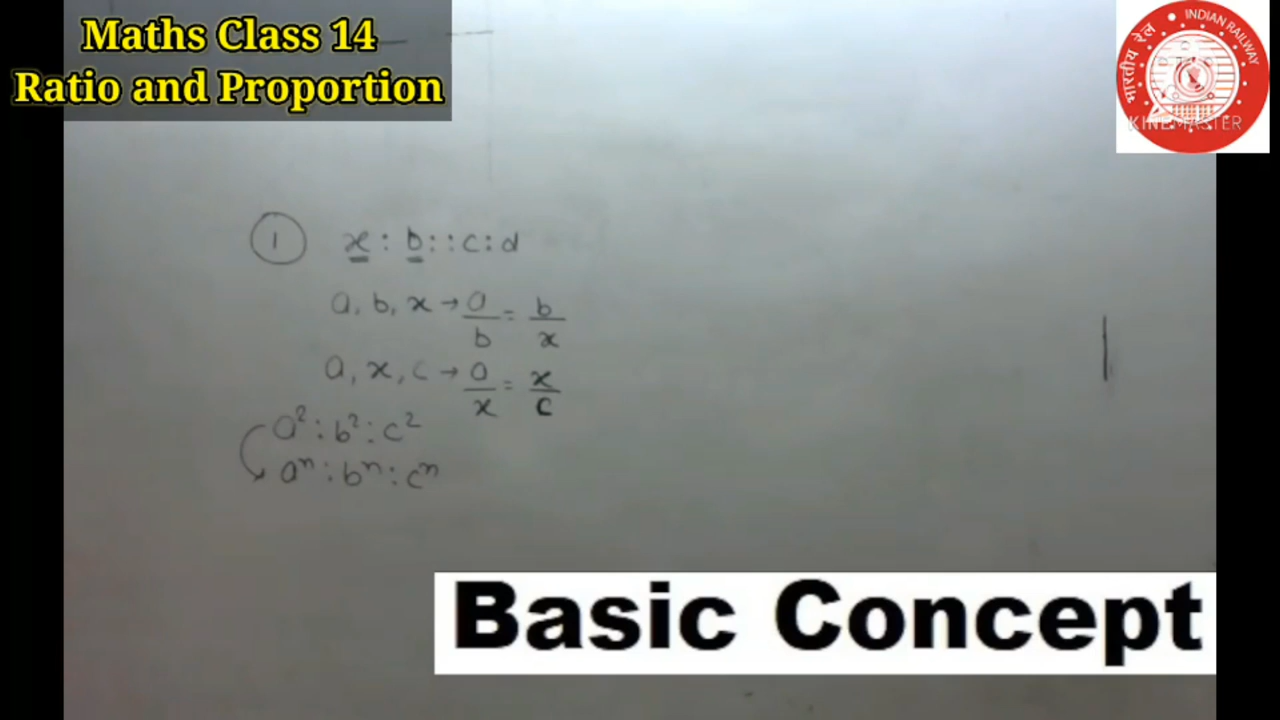 Maths Class 14
Ratio and Proportion
भारतीय रेल
INDIAN RAILWAY
KINEMASTER
1 x : b :: c : d
a, b, x → a/b = b/x
a, x, c → a/x = x/c
a² : b² : c²
aⁿ : bⁿ : cⁿ
Basic Concept